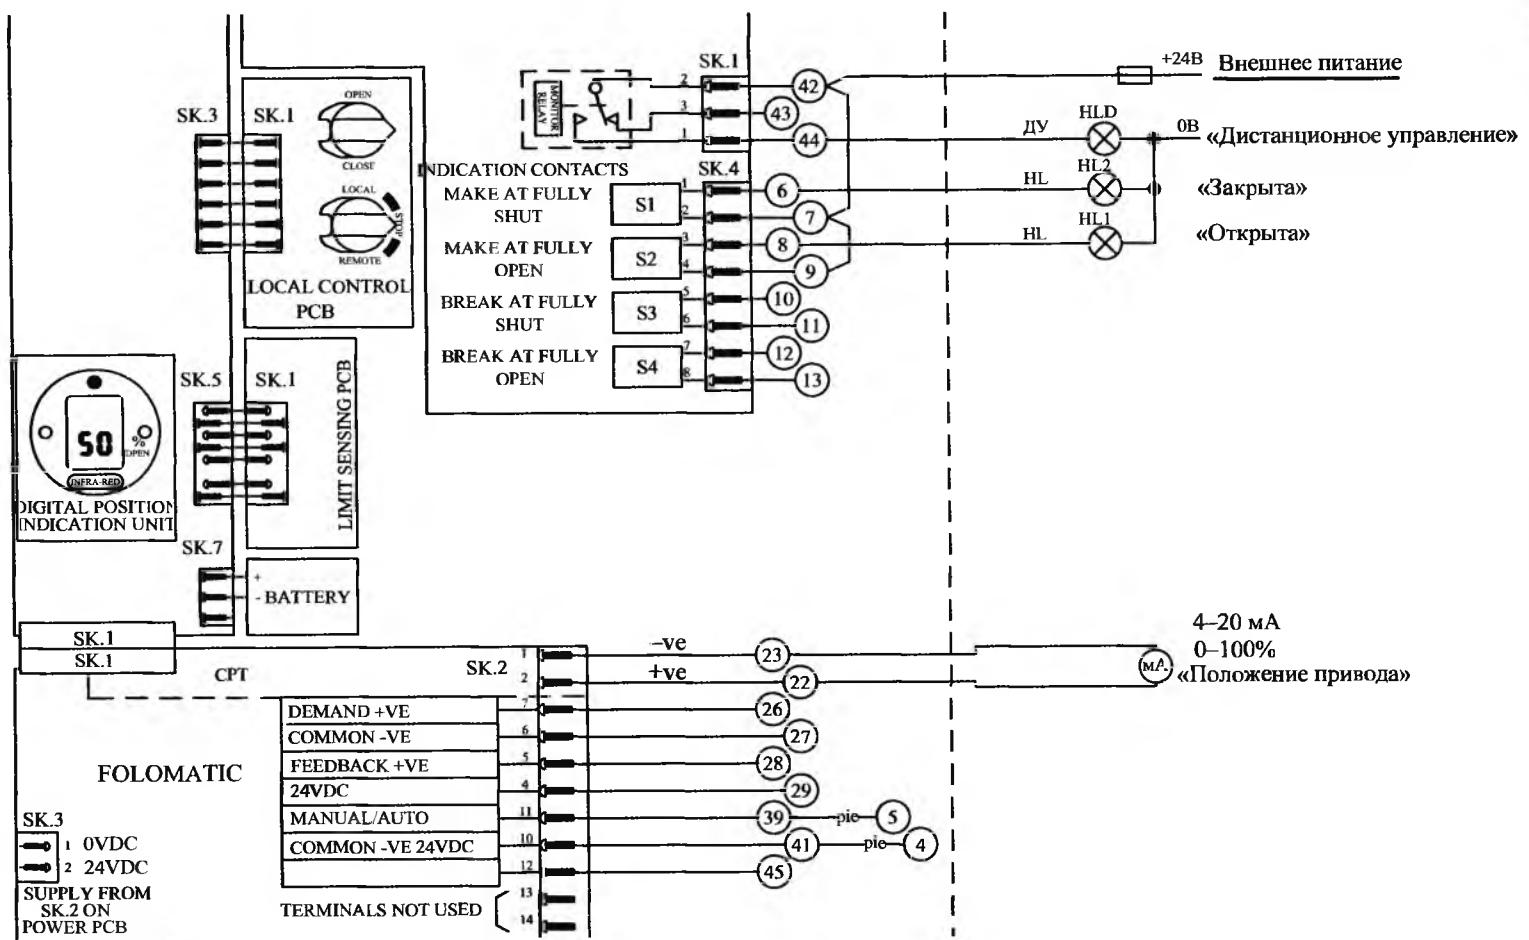 SK.1
+24В Внешнее питание
MONITOR
RELAY
2
42
3
43
1
44
ДУ
HLD
0В
«Дистанционное управление»
SK.3
SK.1
OPEN
CLOSE
LOCAL
STOP
REMOTE
LOCAL CONTROL
PCB
INDICATION CONTACTS
SK.4
MAKE AT FULLY
SHUT
S1
1
6
HL
HL2
«Закрыта»
2
7
MAKE AT FULLY
OPEN
S2
3
8
HL
HL1
«Открыта»
4
9
BREAK AT FULLY
SHUT
S3
5
10
6
11
BREAK AT FULLY
OPEN
S4
7
12
8
13
50
%
OPEN
INFRA-RED
DIGITAL POSITION
INDICATION UNIT
SK.5
SK.1
LIMIT SENSING PCB
SK.7
+
- BATTERY
SK.1
SK.1
CPT
SK.2
1
–ve
23
2
+ve
22
4–20 мА
0–100%
мА
«Положение привода»
FOLOMATIC
DEMAND +VE
7
26
COMMON -VE
6
27
FEEDBACK +VE
5
28
24VDC
4
29
MANUAL/AUTO
11
39
pie
5
COMMON -VE 24VDC
10
41
pie
4
12
45
TERMINALS NOT USED
13
14
SK.3
1 0VDC
2 24VDC
SUPPLY FROM
SK.2 ON
POWER PCB